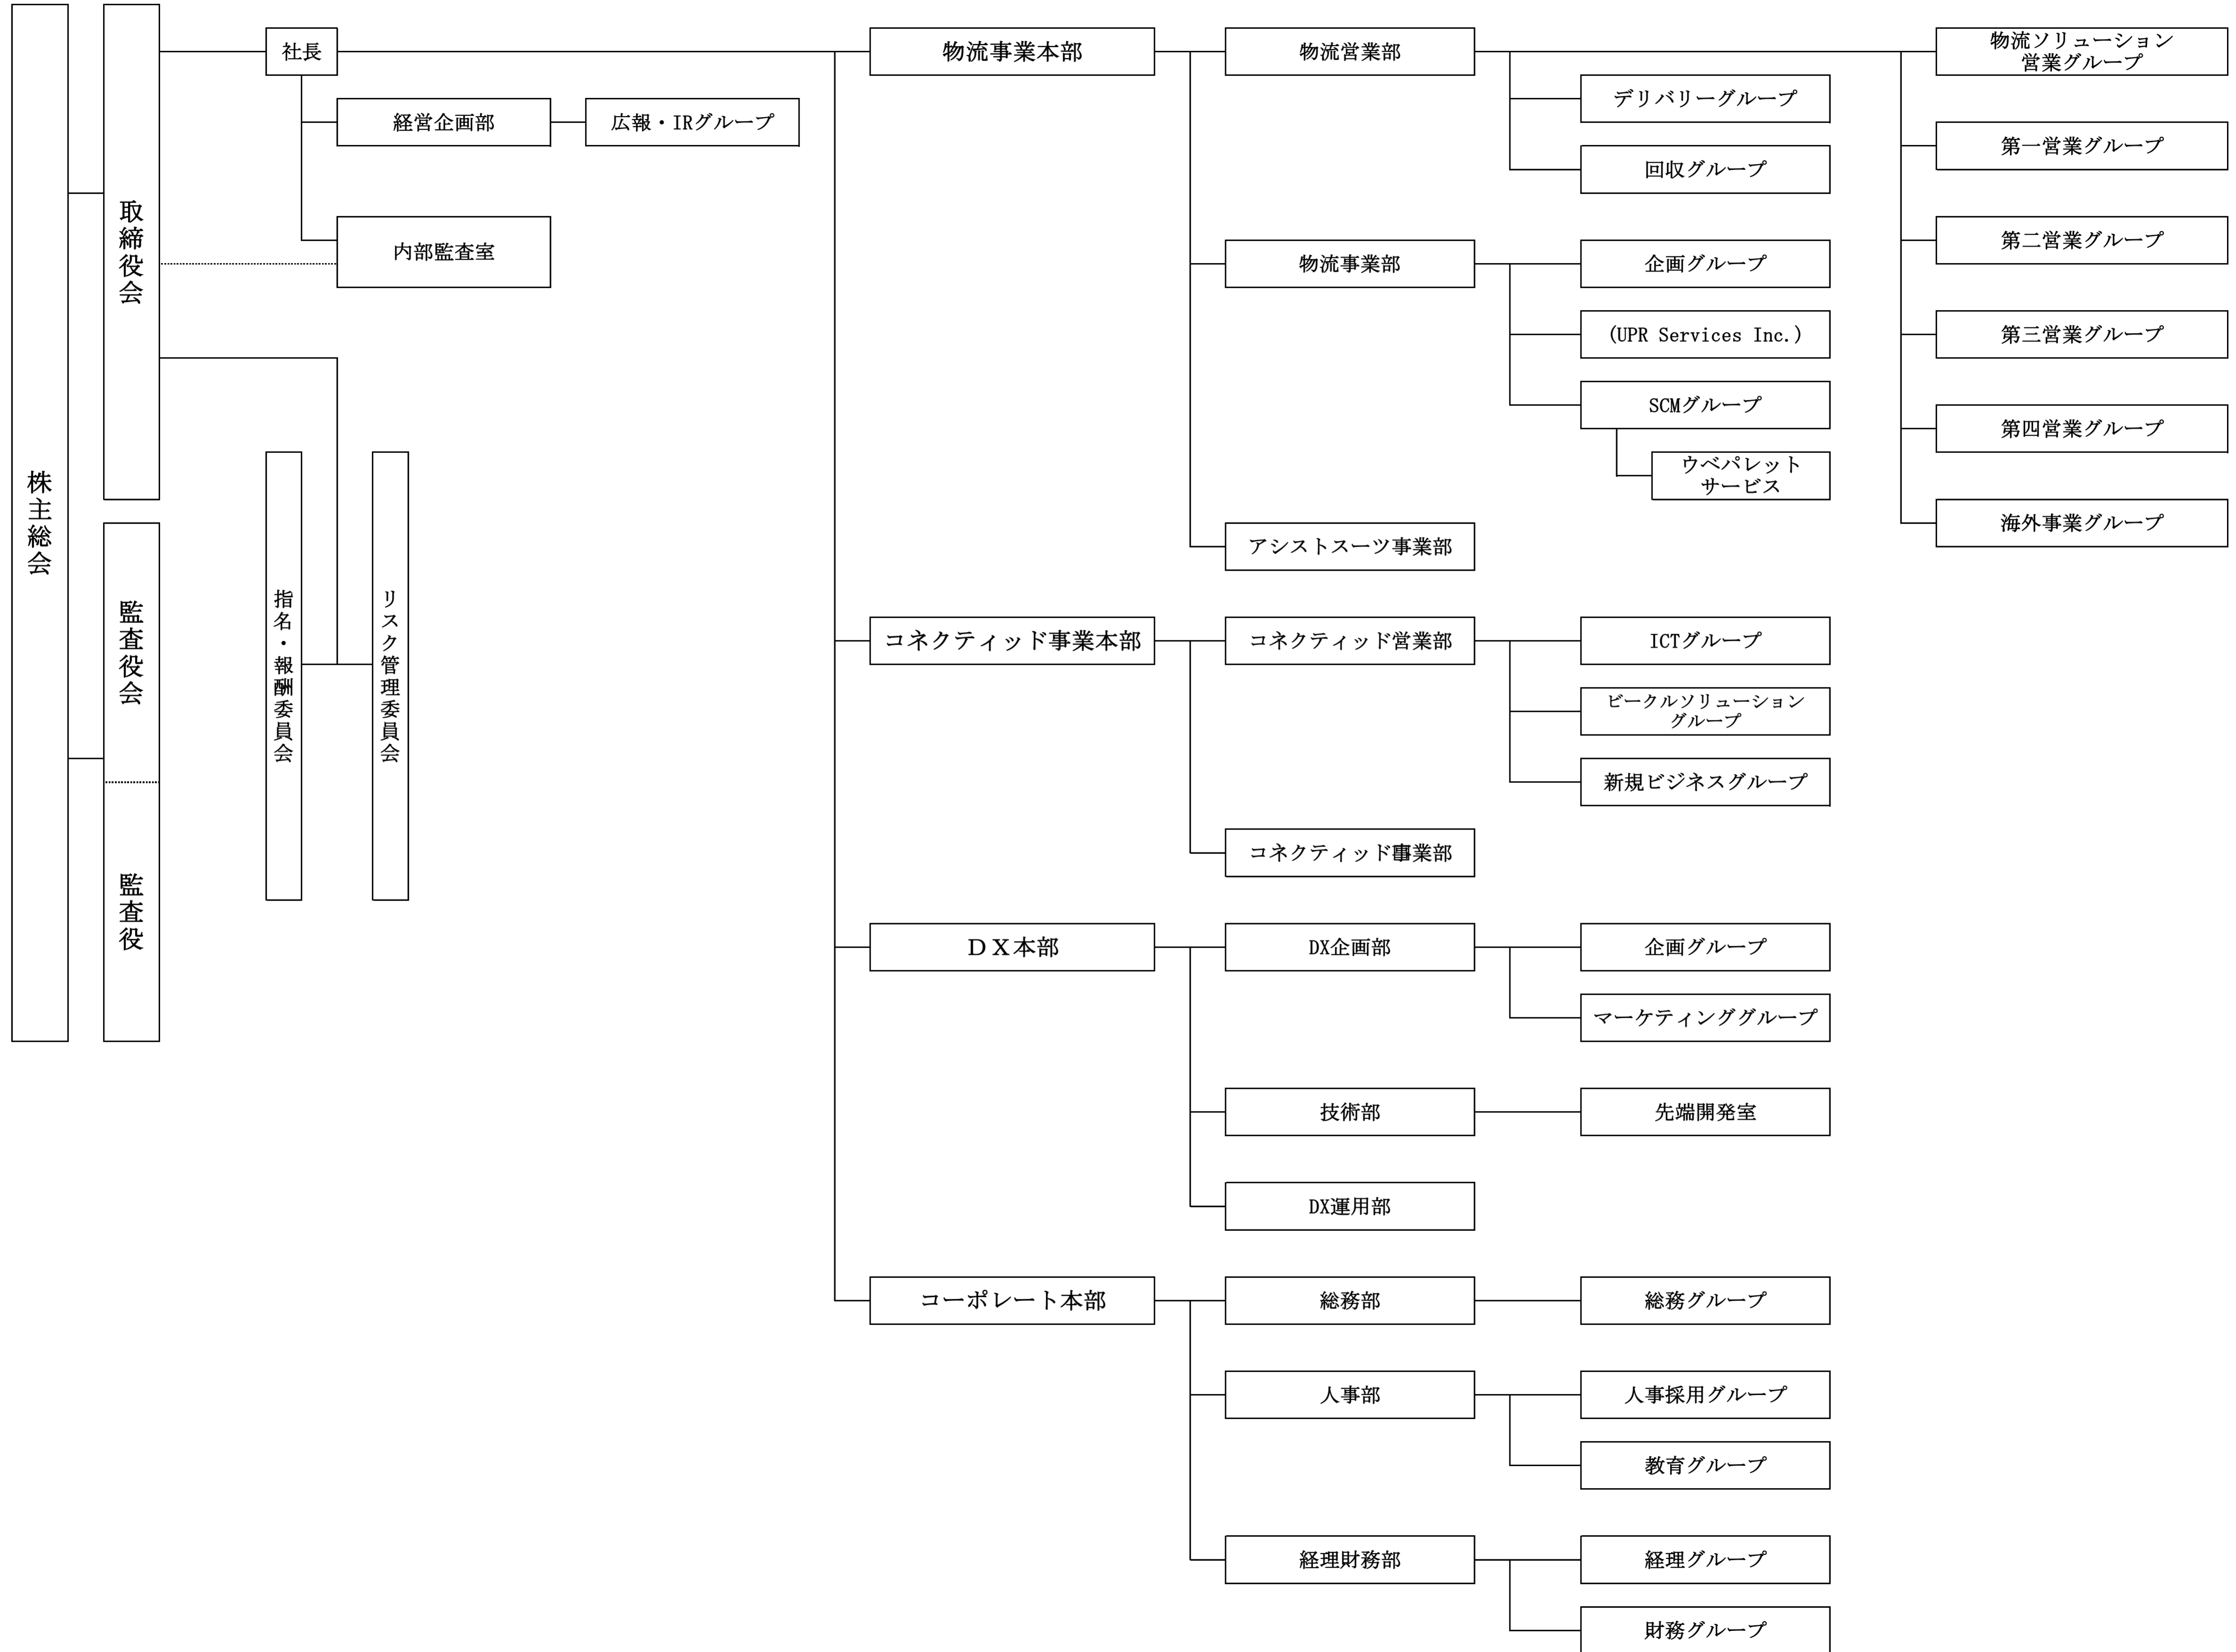 株主総会
取締役会
監査役会
監査役
社長
経営企画部
広報・IRグループ
内部監査室
指名・報酬委員会
リスク管理委員会
物流事業本部
物流営業部
デリバリーグループ
回収グループ
物流ソリューション
営業グループ
第一営業グループ
第二営業グループ
第三営業グループ
第四営業グループ
海外事業グループ
物流事業部
企画グループ
(UPR Services Inc.)
SCMグループ
ウベパレット
サービス
アシストスーツ事業部
コネクティッド事業本部
コネクティッド営業部
ICTグループ
ビークルソリューション
グループ
新規ビジネスグループ
コネクティッド事業部
ＤＸ本部
DX企画部
企画グループ
マーケティンググループ
技術部
先端開発室
DX運用部
コーポレート本部
総務部
総務グループ
人事部
人事採用グループ
教育グループ
経理財務部
経理グループ
財務グループ